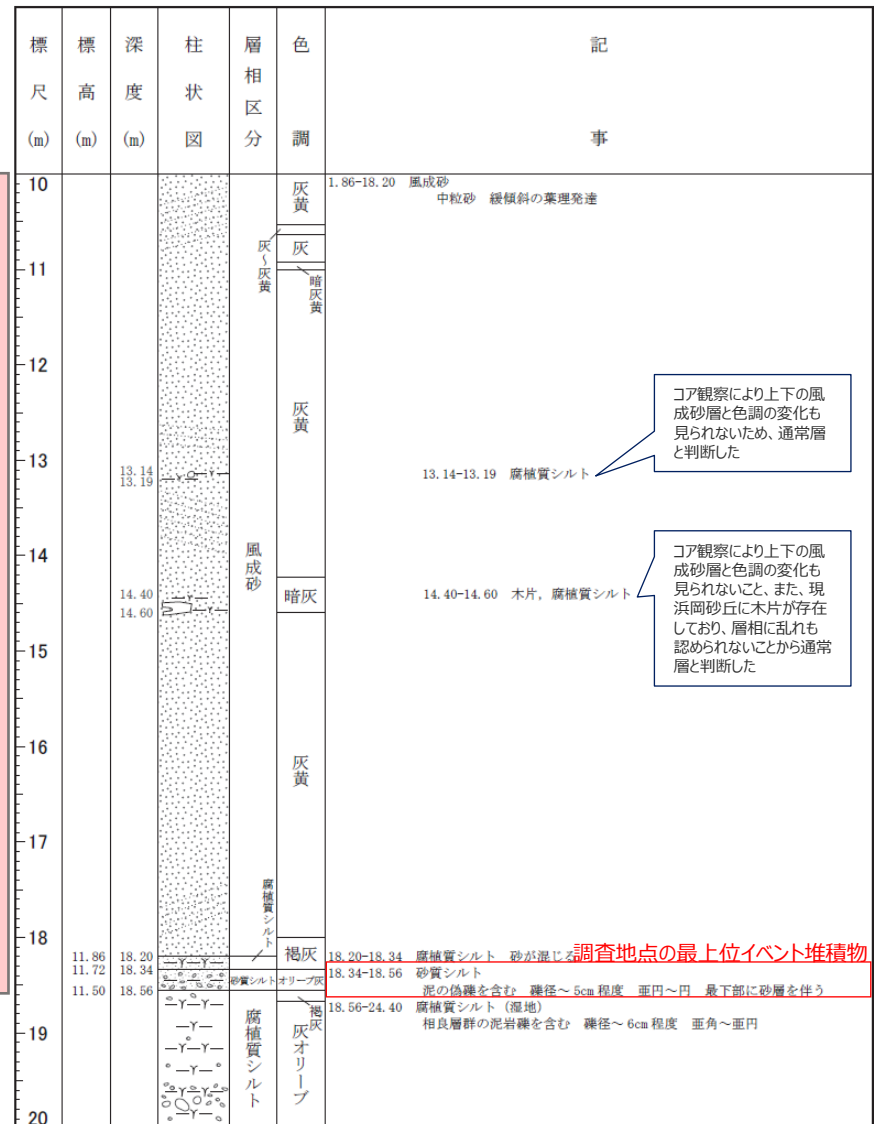 標尺(m)
標高(m)
深度(m)
柱状図
層相区分
色調
記事
10
11
12
13
14
15
16
17
18
19
20
11.86
11.72
11.50
13.14
13.19
14.40
14.60
18.20
18.34
18.56
灰~灰黄
風成砂
腐植質シルト
砂質シルト
腐植質シルト
灰黄
灰
暗灰黄
灰黄
暗灰
灰黄
褐灰
オリーブ灰
褐灰
灰オリーブ
1.86-18.20 風成砂
中粒砂 緩傾斜の葉理発達
コア観察により上下の風
成砂層と色調の変化も
見られないため、通常層
と判断した
13.14-13.19 腐植質シルト
コア観察により上下の風
成砂層と色調の変化も
見られないこと、また、現
浜岡砂丘に木片が存在
しており、層相に乱れも
認められないことから通常
層と判断した
14.40-14.60 木片，腐植質シルト
調査地点の最上位イベント堆積物
18.20-18.34 腐植質シルト 砂が混じる
18.34-18.56 砂質シルト
泥の偽礫を含む 礫径~5cm程度 亜円~円 最下部に砂層を伴う
18.56-24.40 腐植質シルト（湿地）
相良層群の泥岩礫を含む 礫径~6cm程度 亜角~亜円